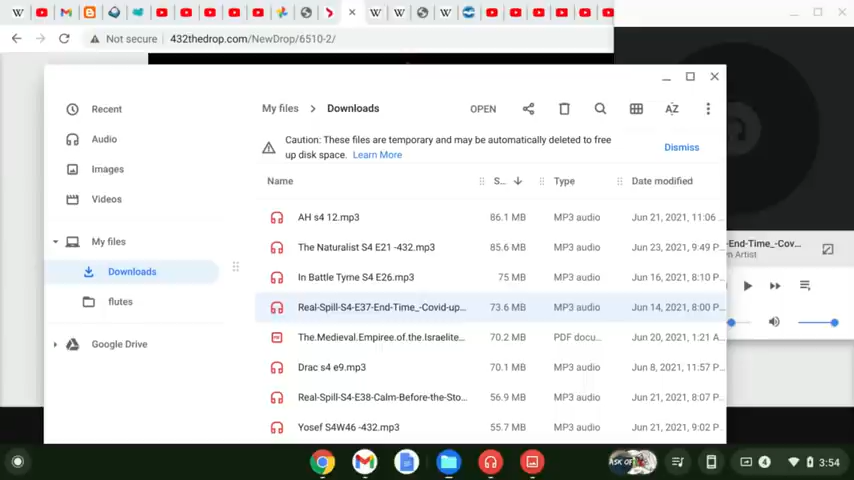 Not secure 432thedrop.com/NewDrop/6510-2/
My files > Downloads
OPEN
AZ
Recent
Audio
Images
Videos
My files
Downloads
flutes
Google Drive
Caution: These files are temporary and may be automatically deleted to free
up disk space. Learn More
Dismiss
Name S... Type Date modified
AH s4 12.mp3 86.1 MB MP3 audio Jun 21, 2021, 11:06 ...
The Naturalist S4 E21 -432.mp3 85.6 MB MP3 audio Jun 23, 2021, 9:49 P...
In Battle Tyme S4 E26.mp3 75 MB MP3 audio Jun 16, 2021, 8:10 P...
Real-Spill-S4-E37-End-Time_-Covid-up... 73.6 MB MP3 audio Jun 14, 2021, 8:00 P...
The.Medieval.Empiree.of.the.Israelite... 70.2 MB PDF docu... Jun 20, 2021, 1:21 A...
Drac s4 e9.mp3 70.1 MB MP3 audio Jun 8, 2021, 11:57 P...
Real-Spill-S4-E38-Calm-Before-the-Sto... 56.9 MB MP3 audio Jun 21, 2021, 8:07 P...
Yosef S4W46 -432.mp3 55.7 MB MP3 audio Jun 21, 2021, 9:02 P...
-End-Time_-Cov...
n Artist
ASK OF
4
3:54